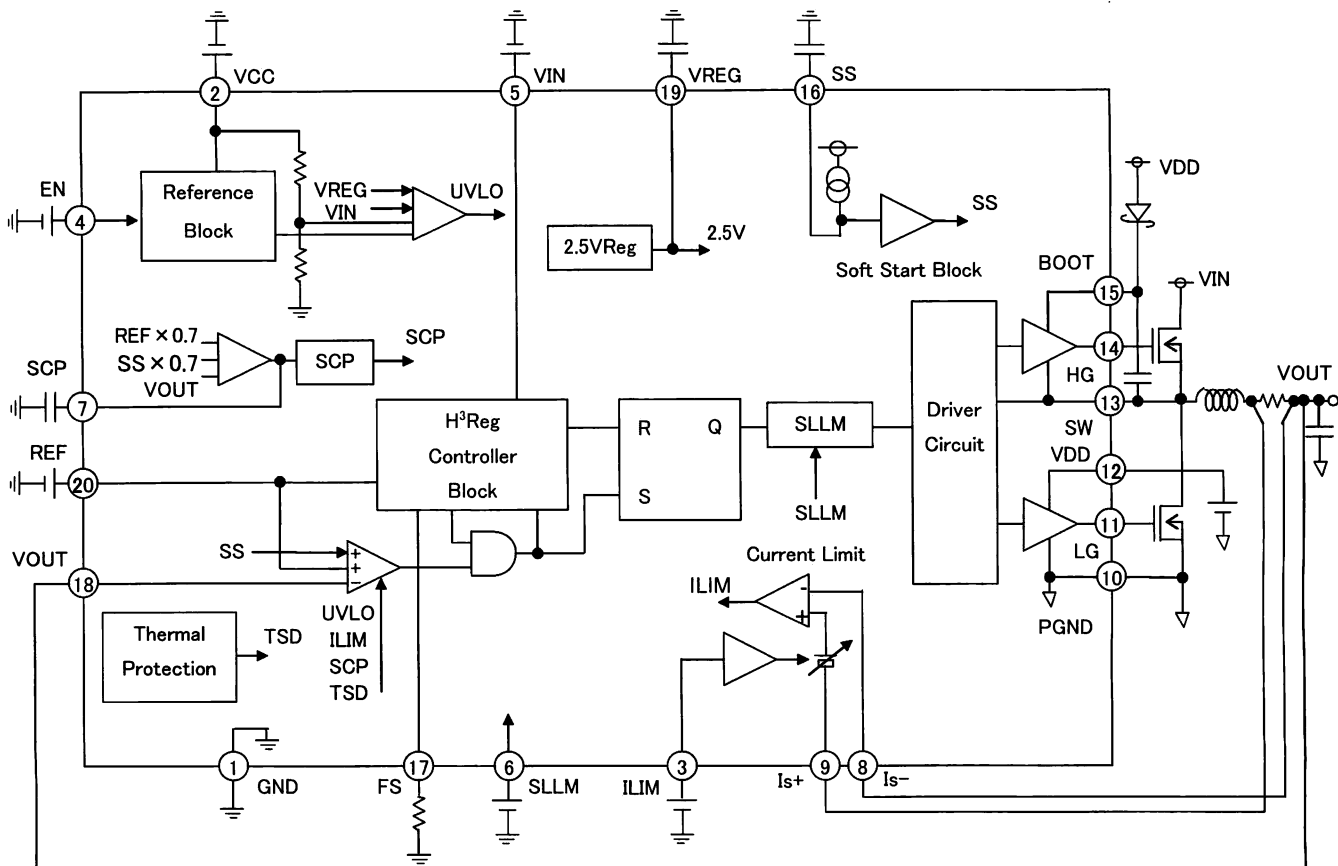 VCC
2
VIN
5
VREG
19
SS
16
EN
4
Reference
Block
VREG
VIN
UVLO
2.5VReg
2.5V
SS
Soft Start Block
VDD
BOOT
15
VIN
14
HG
REF×0.7
SS×0.7
VOUT
SCP
SCP
SCP
7
H³Reg
Controller
Block
R
Q
S
SLLM
SLLM
Driver
Circuit
13
SW
VOUT
VDD
12
11
LG
10
PGND
REF
20
SS
+
+
-
VOUT
18
UVLO
ILIM
SCP
TSD
Thermal
Protection
TSD
Current Limit
ILIM
-
+
1
GND
17
FS
6
SLLM
3
ILIM
9
Is+
8
Is-